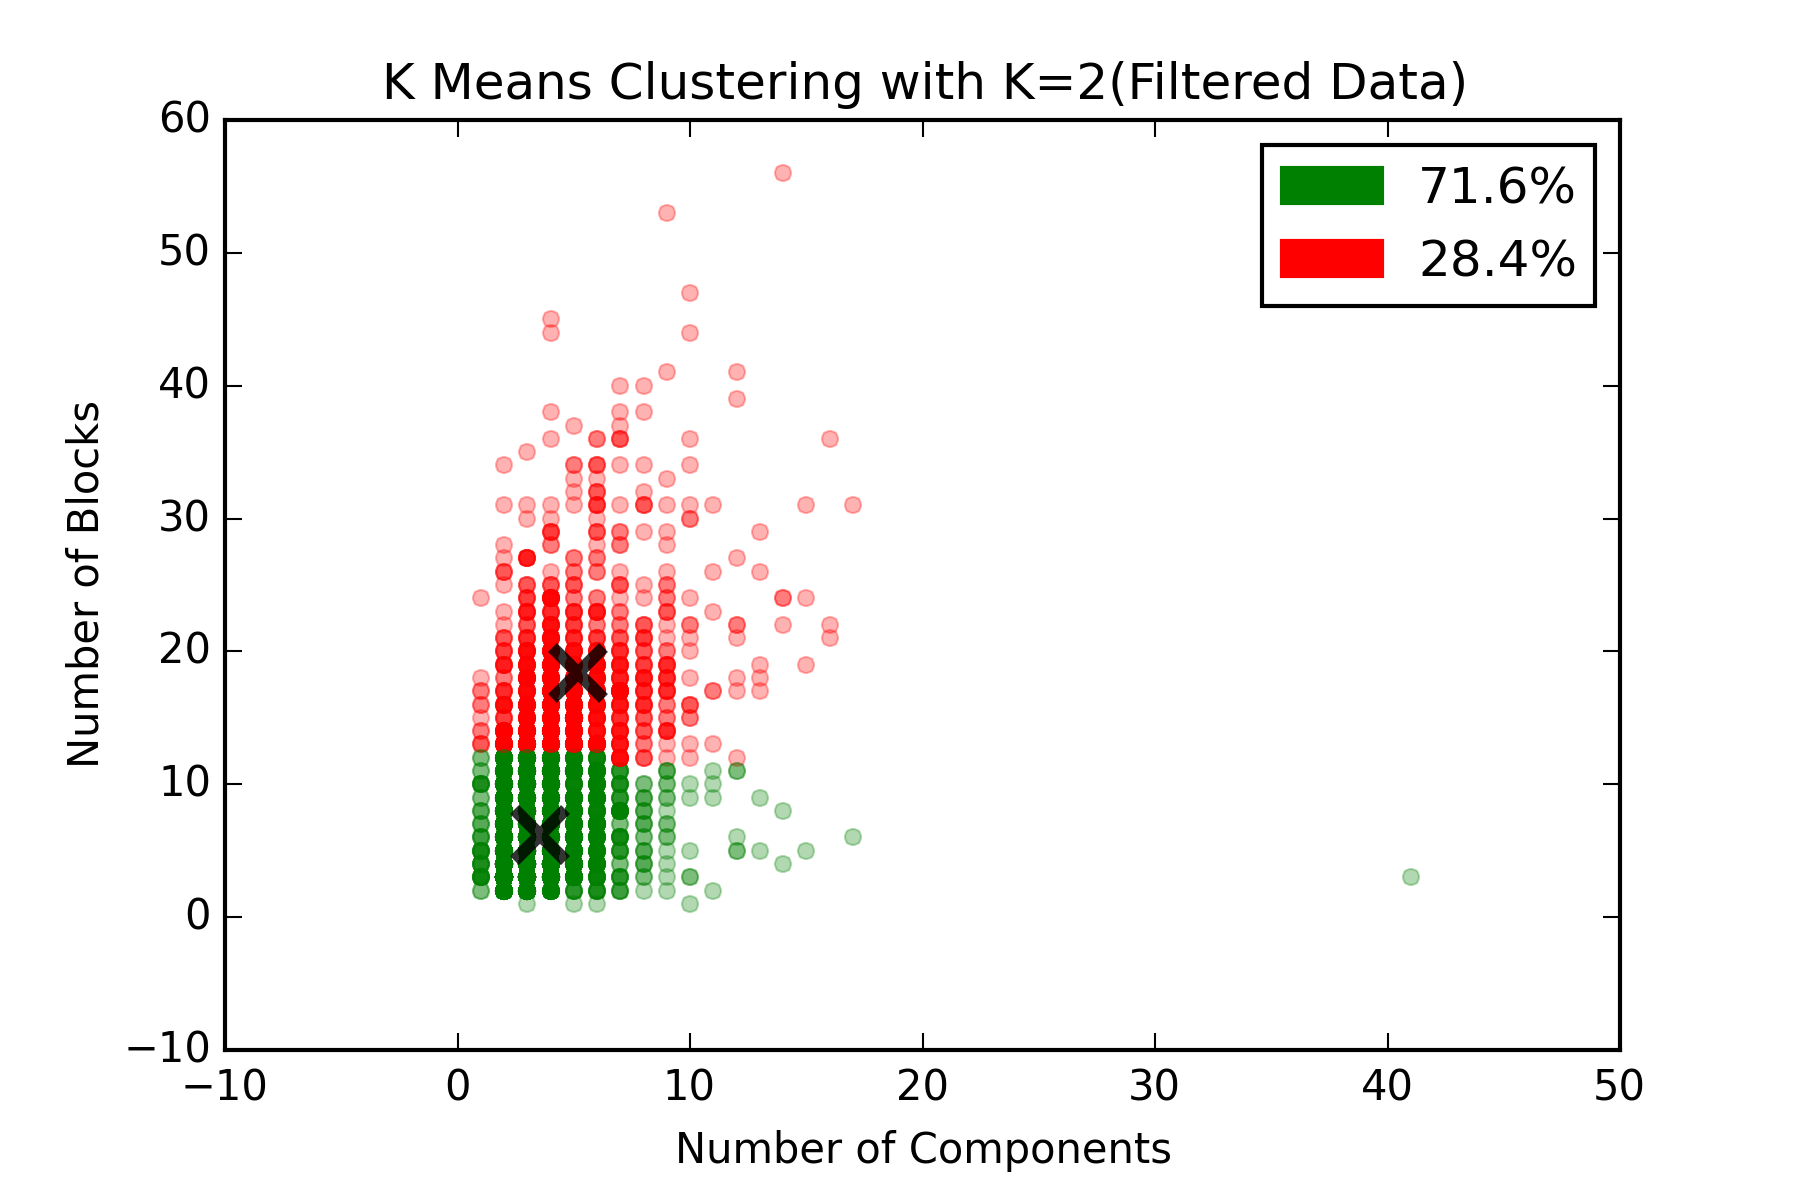 K Means Clustering with K=2(Filtered Data)
60
50
40
30
20
10
0
−10
−10 0 10 20 30 40 50
Number of Blocks
Number of Components
71.6%
28.4%